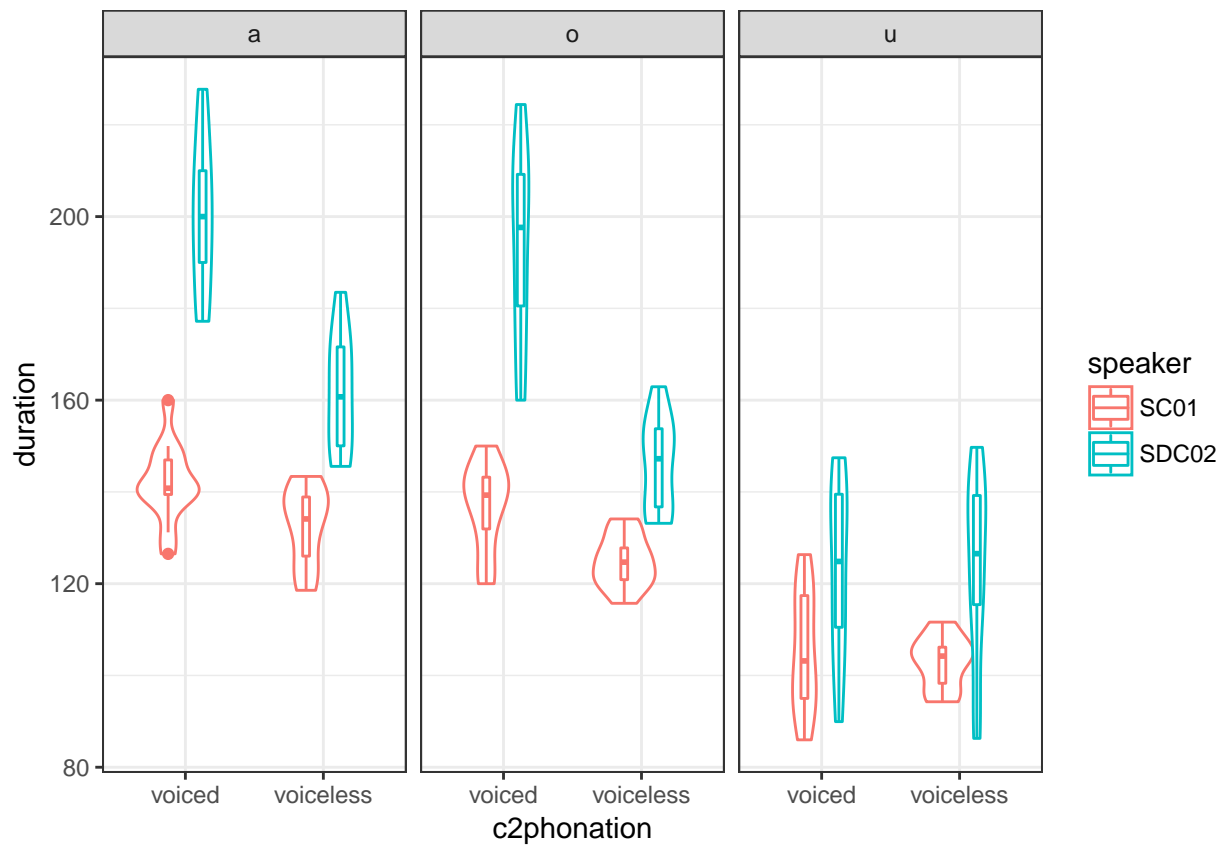 a
o
u
duration
200
160
120
80
voiced
voiceless
voiced
voiceless
voiced
voiceless
c2phonation
speaker
SC01
SDC02